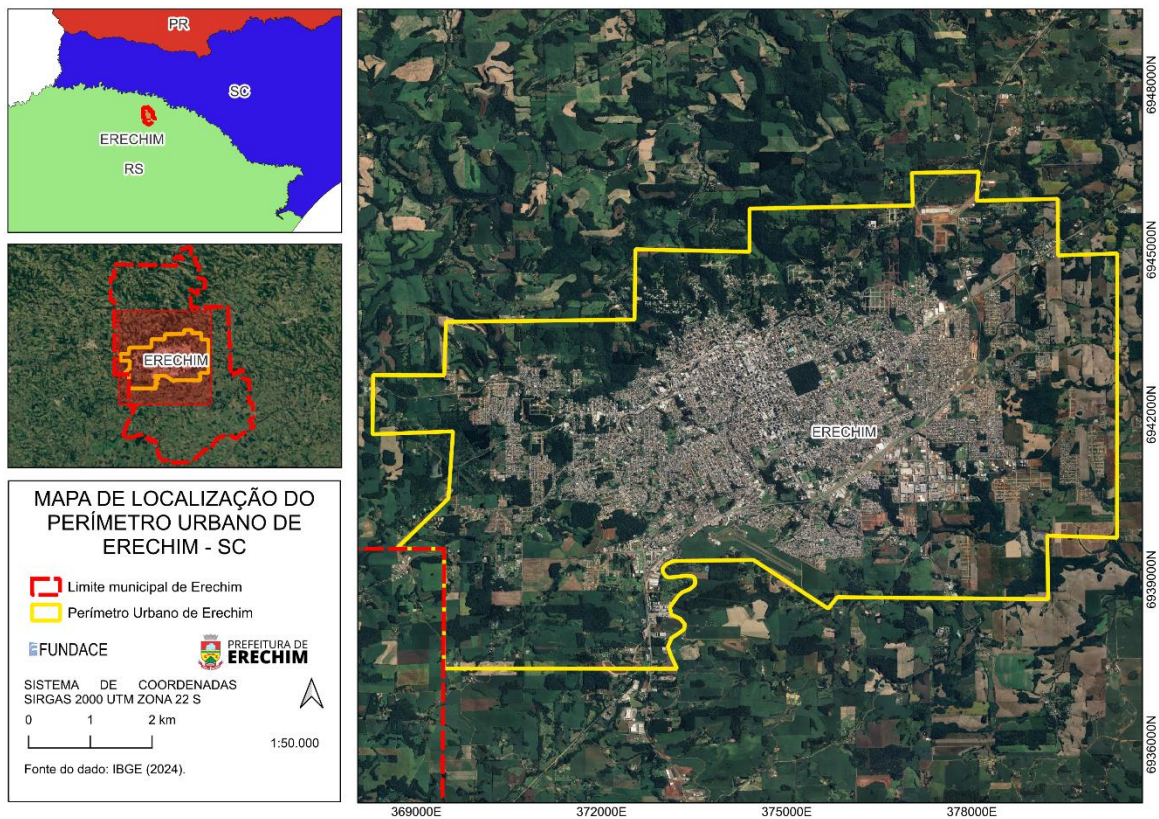 PR
SC
ERECHIM
RS
ERECHIM
MAPA DE LOCALIZAÇÃO DO
PERÍMETRO URBANO DE
ERECHIM - SC
Limite municipal de Erechim
Perímetro Urbano de Erechim
FUNDACE
PREFEITURA DE
ERECHIM
SISTEMA DE COORDENADAS
SIRGAS 2000 UTM ZONA 22 S
0 1 2 km
1:50.000
Fonte do dado: IBGE (2024).
ERECHIM
6948000N
6945000N
6942000N
6939000N
6936000N
369000E 372000E 375000E 378000E